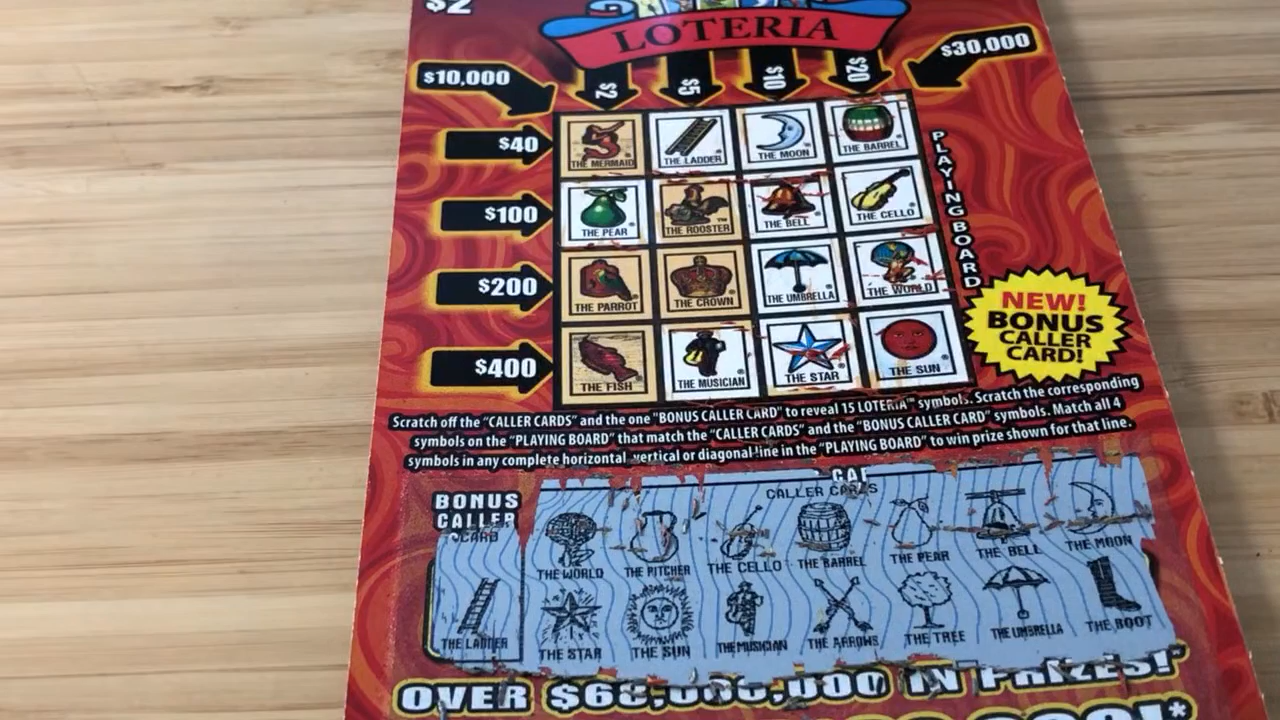 $2
LOTERIA
$10,000
$2
$5
$10
$20
$30,000
$40
THE MERMAID
THE LADDER
THE MOON
THE BARREL
$100
THE PEAR
THE ROOSTER
THE BELL
THE CELLO
$200
THE PARROT
THE CROWN
THE UMBRELLA
THE WORLD
$400
THE FISH
THE MUSICIAN
THE STAR
THE SUN
PLAYING BOARD
NEW!
BONUS
CALLER
CARD!
Scratch off the "CALLER CARDS" and the one "BONUS CALLER CARD" to reveal 15 LOTERIA™ symbols. Scratch the corresponding
symbols on the "PLAYING BOARD" that match the "CALLER CARDS" and the "BONUS CALLER CARD" symbols. Match all 4
symbols in any complete horizontal, vertical or diagonal line in the "PLAYING BOARD" to win prize shown for that line.
BONUS
CALLER
CARD
THE LADDER
CALLER CARDS
THE WORLD
THE PITCHER
THE CELLO
THE BARREL
THE PEAR
THE BELL
THE MOON
THE STAR
THE SUN
THE MUSICIAN
THE ARROWS
THE TREE
THE UMBRELLA
THE BOOT
OVER $68,000,000 IN PRIZES!